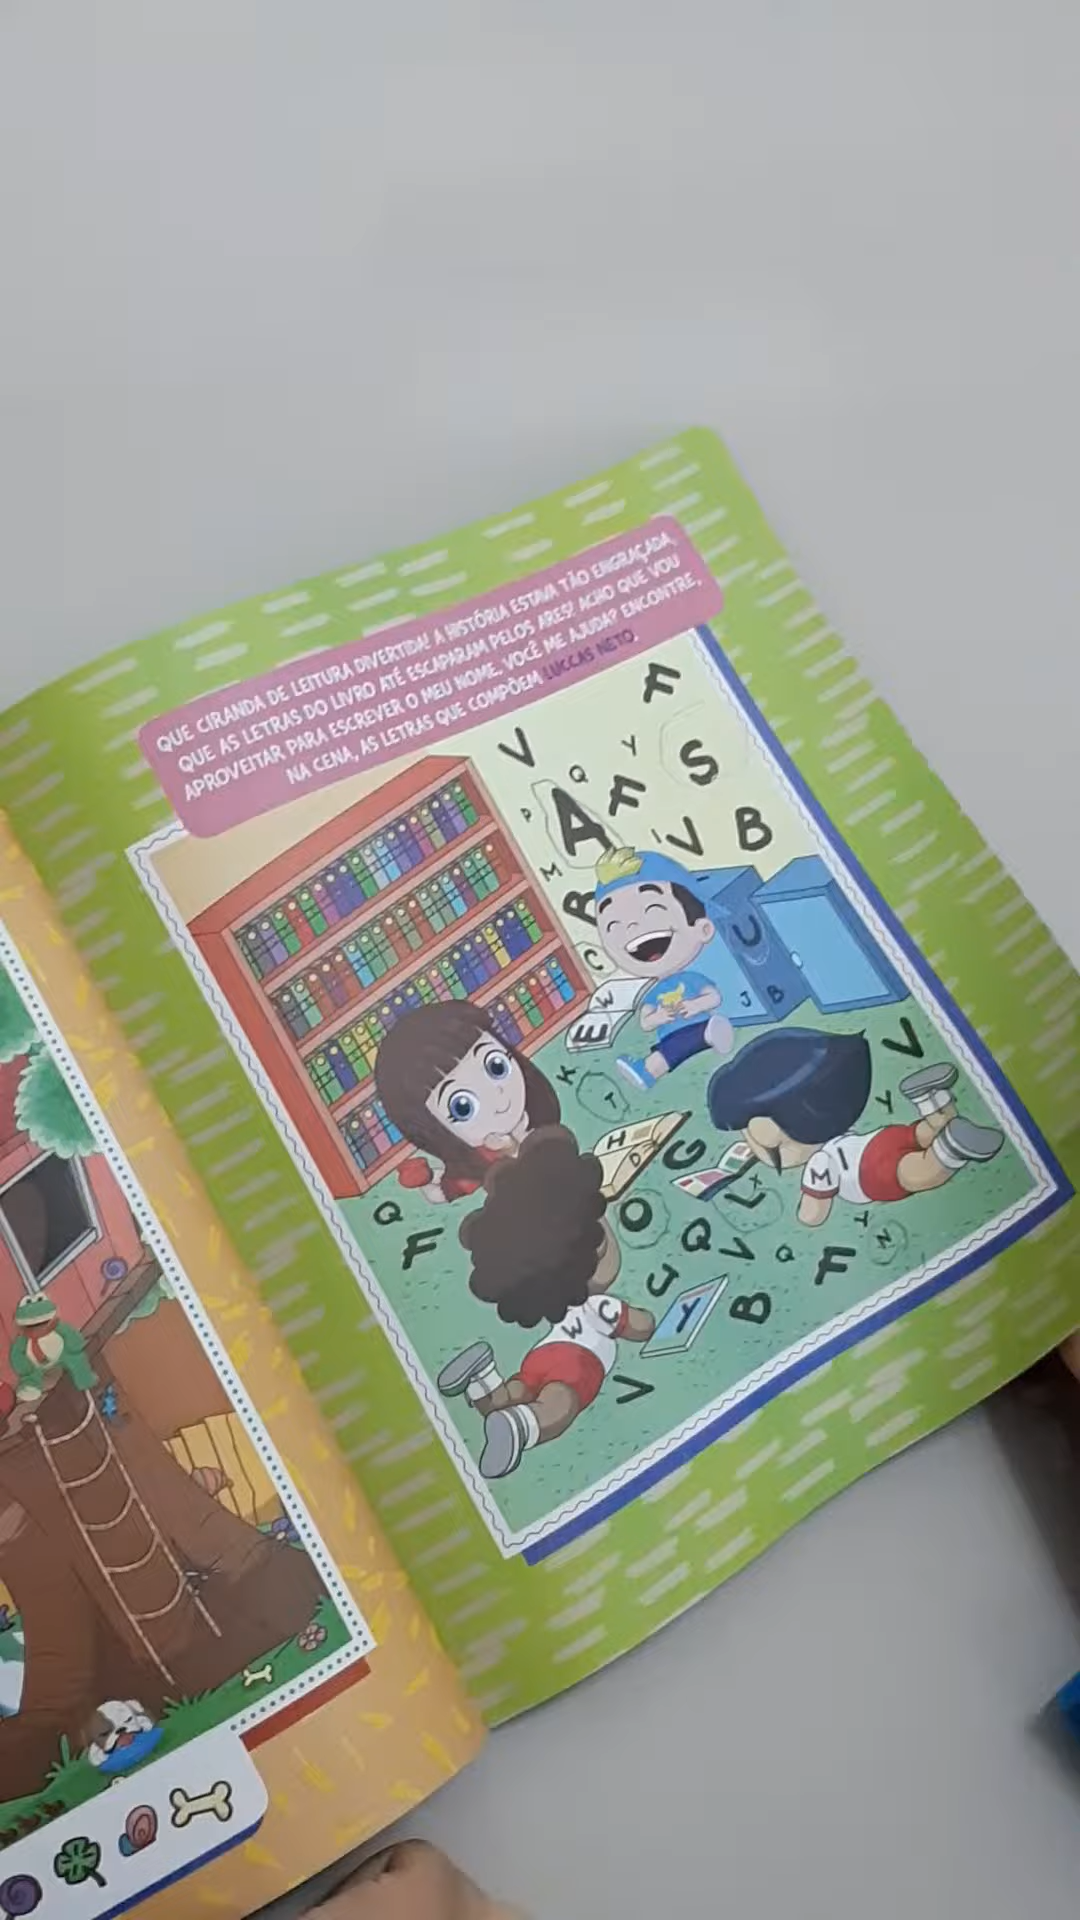 QUE CIRANDA DE LEITURA DIVERTIDA! A HISTÓRIA ESTAVA TÃO ENGRAÇADA,
QUE AS LETRAS DO LIVRO ATÉ ESCAPARAM PELOS ARES! ACHO QUE VOU
APROVEITAR PARA ESCREVER O MEU NOME. VOCÊ ME AJUDA? ENCONTRE,
NA CENA, AS LETRAS QUE COMPÕEM LUCCAS NETO.
F
V Y S
Q
P A F
I V B
M
R
C U
W J B
E
K T V
Y
H D G
M I
X L
Q O Y N
F Q V Q F
J
Y B
W C
V